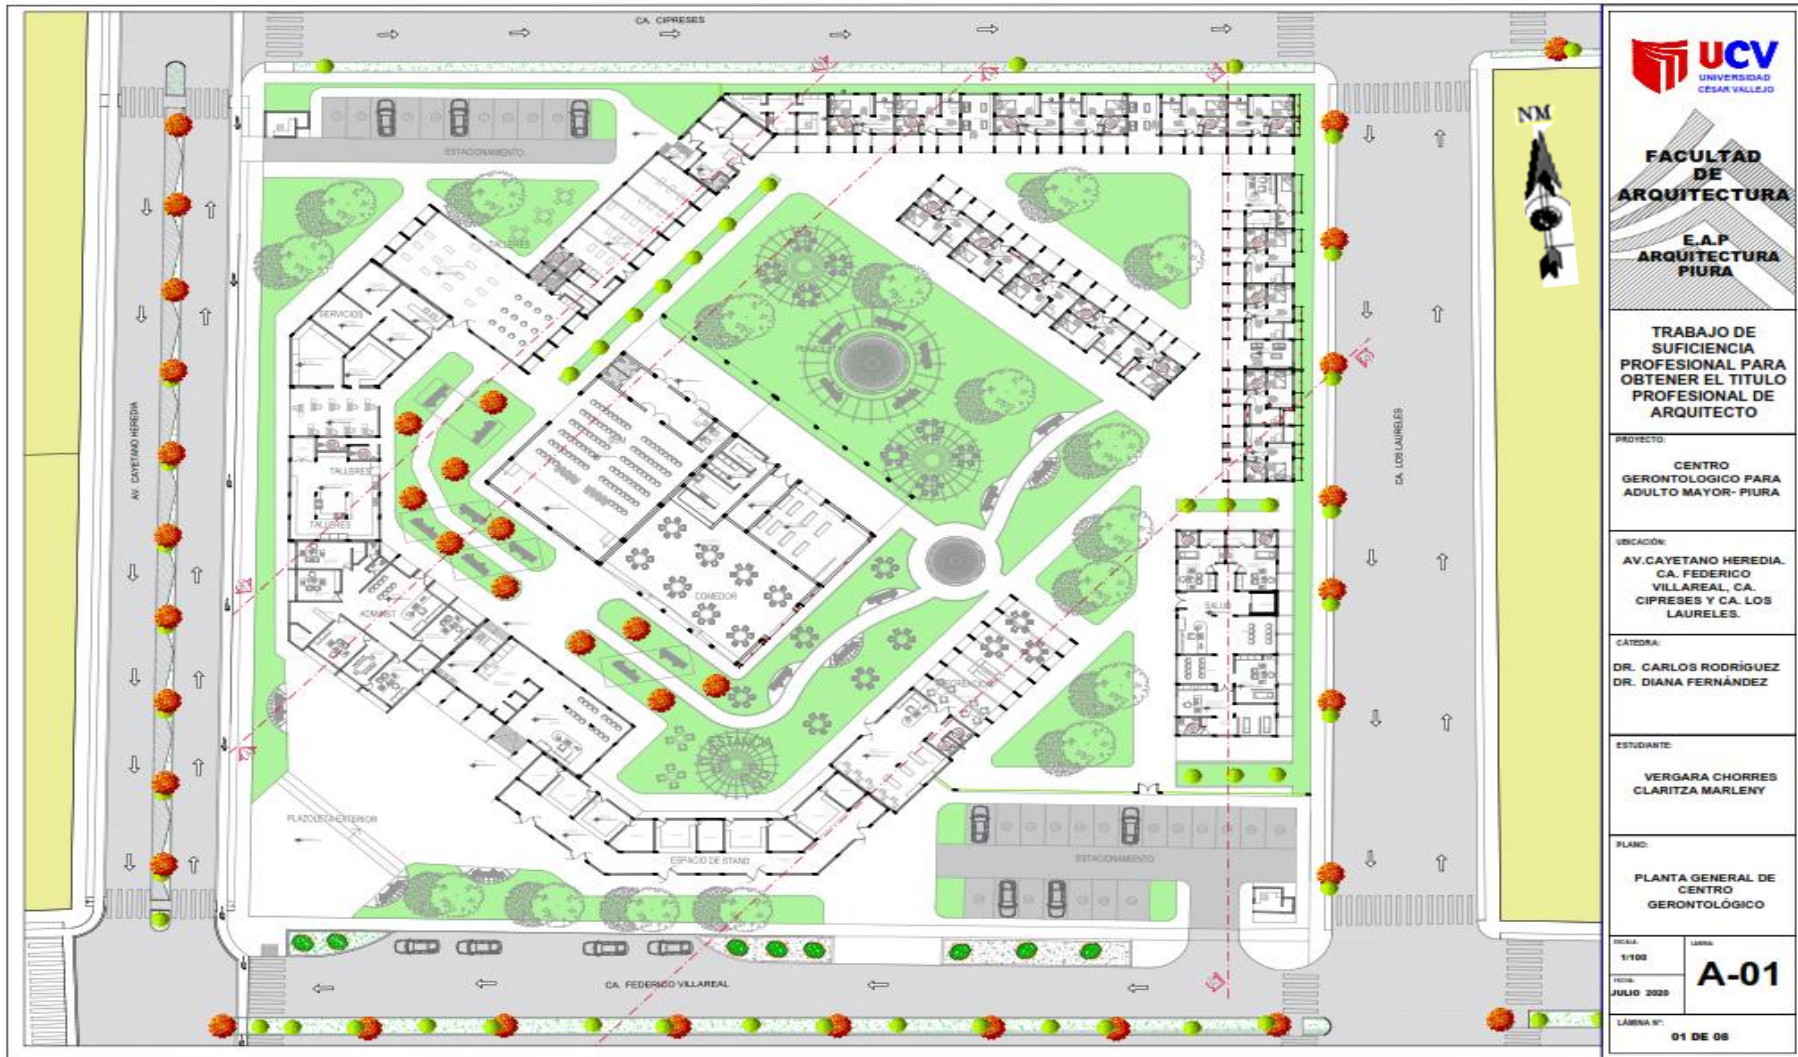 CA. CIPRESES
ESTACIONAMIENTO
TALLERES
SERVICIOS
AV. CAYETANO HEREDIA
TALLERES
TALLERES
ADMINIST
COMEDOR
CA. LOS LAURELES
SALUD
RECREACION
ESTANCIA
PLAZOLETA EXTERIOR
ESPACIO DE STAND
ESTACIONAMIENTO
CA. FEDERICO VILLAREAL
NM
UCV
UNIVERSIDAD
CÉSAR VALLEJO
FACULTAD
DE
ARQUITECTURA
E.A.P
ARQUITECTURA
PIURA
TRABAJO DE
SUFICIENCIA
PROFESIONAL PARA
OBTENER EL TITULO
PROFESIONAL DE
ARQUITECTO
PROYECTO:
CENTRO
GERONTOLOGICO PARA
ADULTO MAYOR- PIURA
UBICACIÓN:
AV.CAYETANO HEREDIA.
CA. FEDERICO
VILLAREAL, CA.
CIPRESES Y CA. LOS
LAURELES.
CÁTEDRA:
DR. CARLOS RODRÍGUEZ
DR. DIANA FERNÁNDEZ
ESTUDIANTE:
VERGARA CHORRES
CLARITZA MARLENY
PLANO:
PLANTA GENERAL DE
CENTRO
GERONTOLÓGICO
ESCALA:
1/100
LAMINA:
A-01
FECHA:
JULIO 2020
LÁMINA N°:
01 DE 08